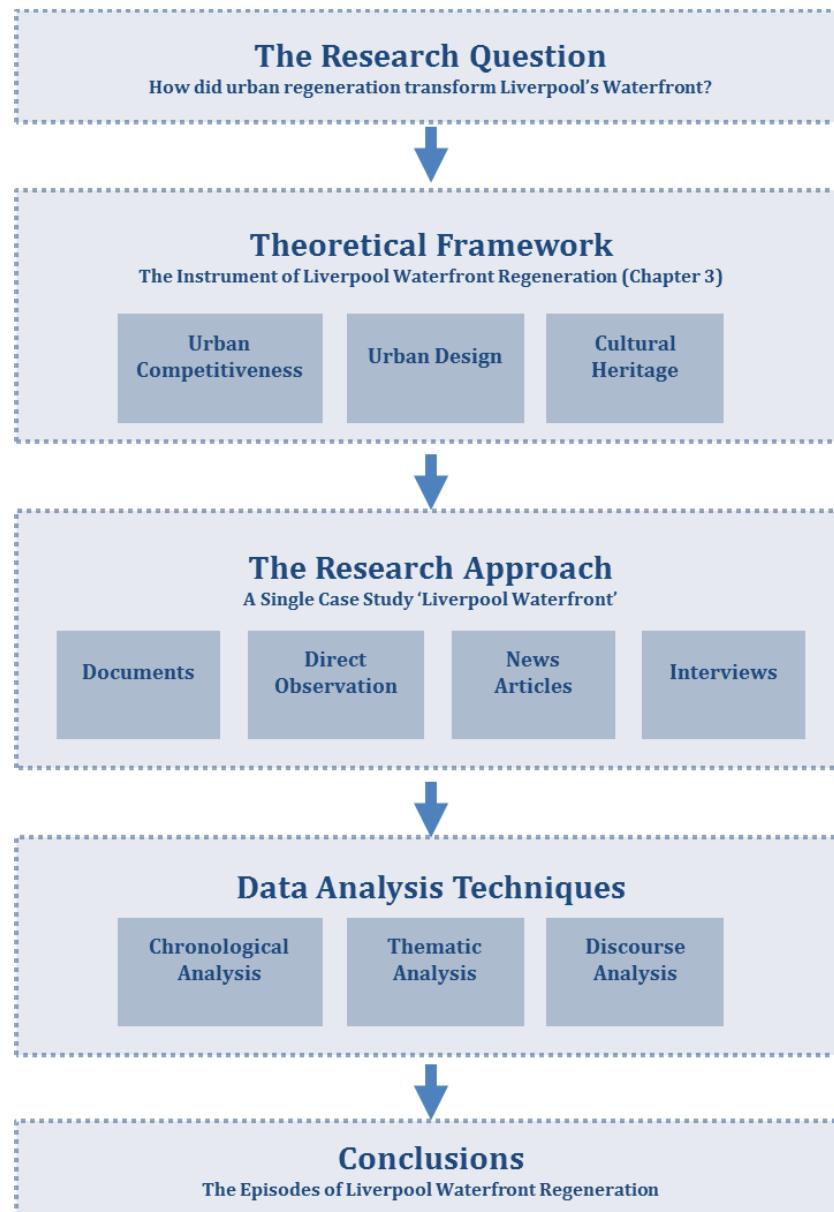 The Research Question
How did urban regeneration transform Liverpool's Waterfront?
Theoretical Framework
The Instrument of Liverpool Waterfront Regeneration (Chapter 3)
Urban
Competitiveness
Urban Design
Cultural
Heritage
The Research Approach
A Single Case Study ‘Liverpool Waterfront’
Documents
Direct
Observation
News
Articles
Interviews
Data Analysis Techniques
Chronological
Analysis
Thematic
Analysis
Discourse
Analysis
Conclusions
The Episodes of Liverpool Waterfront Regeneration